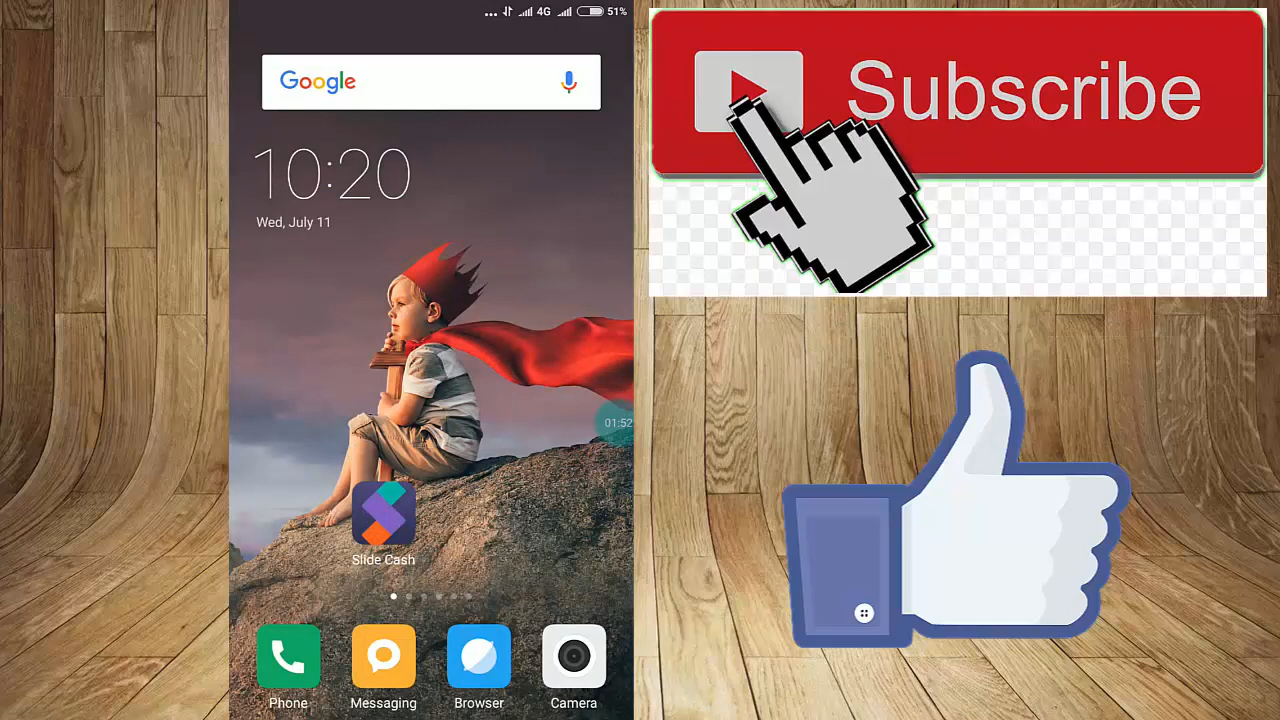 ... 4G 51%
Google
10:20
Wed, July 11
01:52
Slide Cash
Phone Messaging Browser Camera
Subscribe